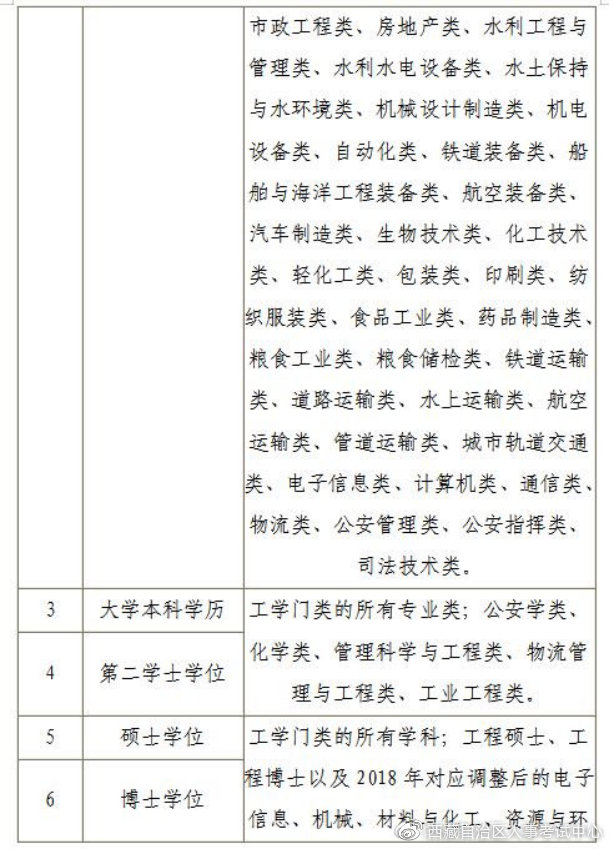 市政工程类、房地产类、水利工程与
管理类、水利水电设备类、水土保持
与水环境类、机械设计制造类、机电
设备类、自动化类、铁道装备类、船
舶与海洋工程装备类、航空装备类、
汽车制造类、生物技术类、化工技术
类、轻化工类、包装类、印刷类、纺
织服装类、食品工业类、药品制造类、
粮食工业类、粮食储检类、铁道运输
类、道路运输类、水上运输类、航空
运输类、管道运输类、城市轨道交通
类、电子信息类、计算机类、通信类、
物流类、公安管理类、公安指挥类、
司法技术类。
3 大学本科学历
4 第二学士学位
工学门类的所有专业类；公安学类、
化学类、管理科学与工程类、物流管
理与工程类、工业工程类。
5 硕士学位
6 博士学位
工学门类的所有学科；工程硕士、工
程博士以及 2018 年对应调整后的电子
信息、机械、材料与化工、资源与环
西藏自治区人事考试中心